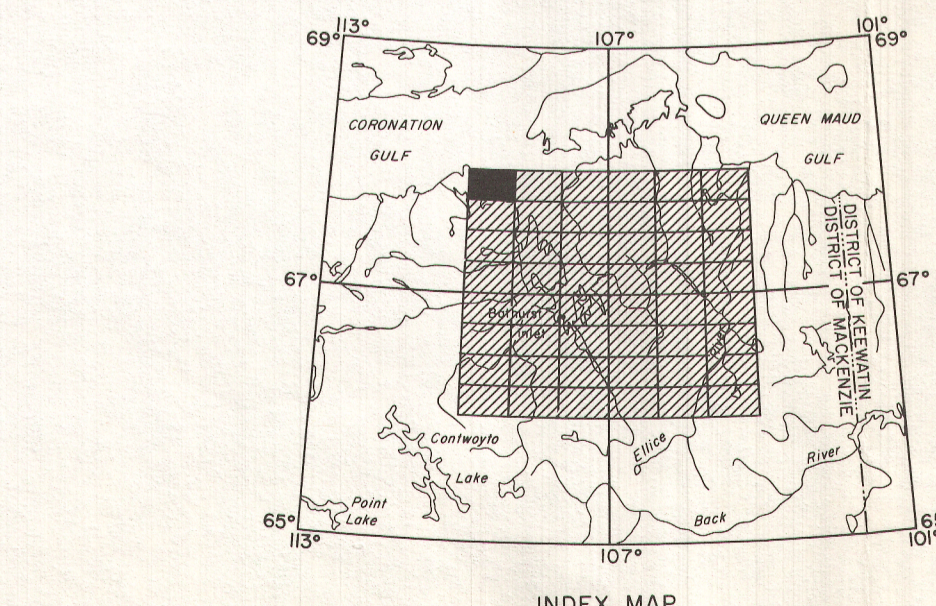 113°
107°
101°
69°
69°
CORONATION
GULF
QUEEN MAUD
GULF
DISTRICT OF KEEWATIN
DISTRICT OF MACKENZIE
67°
67°
Bathurst
Inlet
River
Contwoyto
Lake
Ellice
River
Point
Lake
Back
65°
113°
107°
101°
INDEX MAP